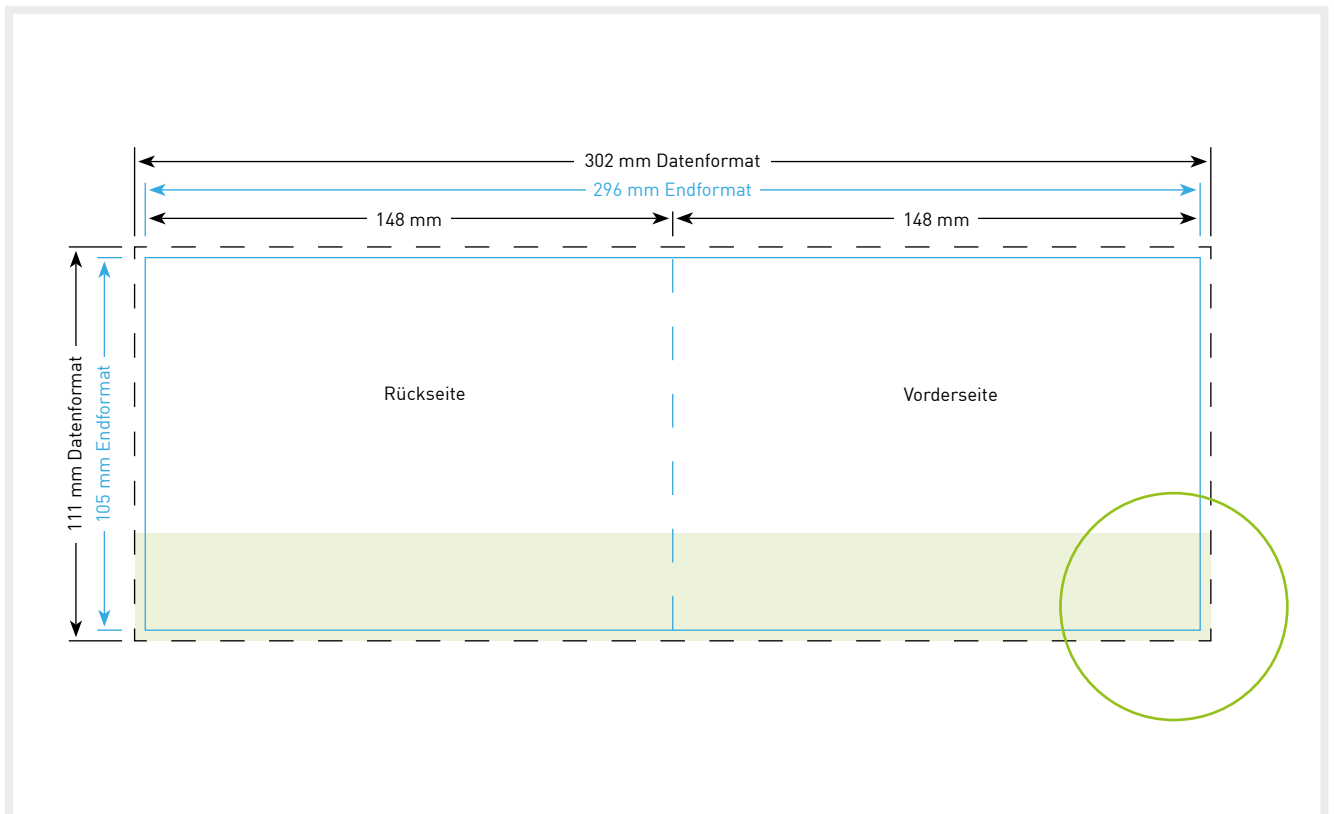 302 mm Datenformat
296 mm Endformat
148 mm
148 mm
111 mm Datenformat
105 mm Endformat
Rückseite
Vorderseite